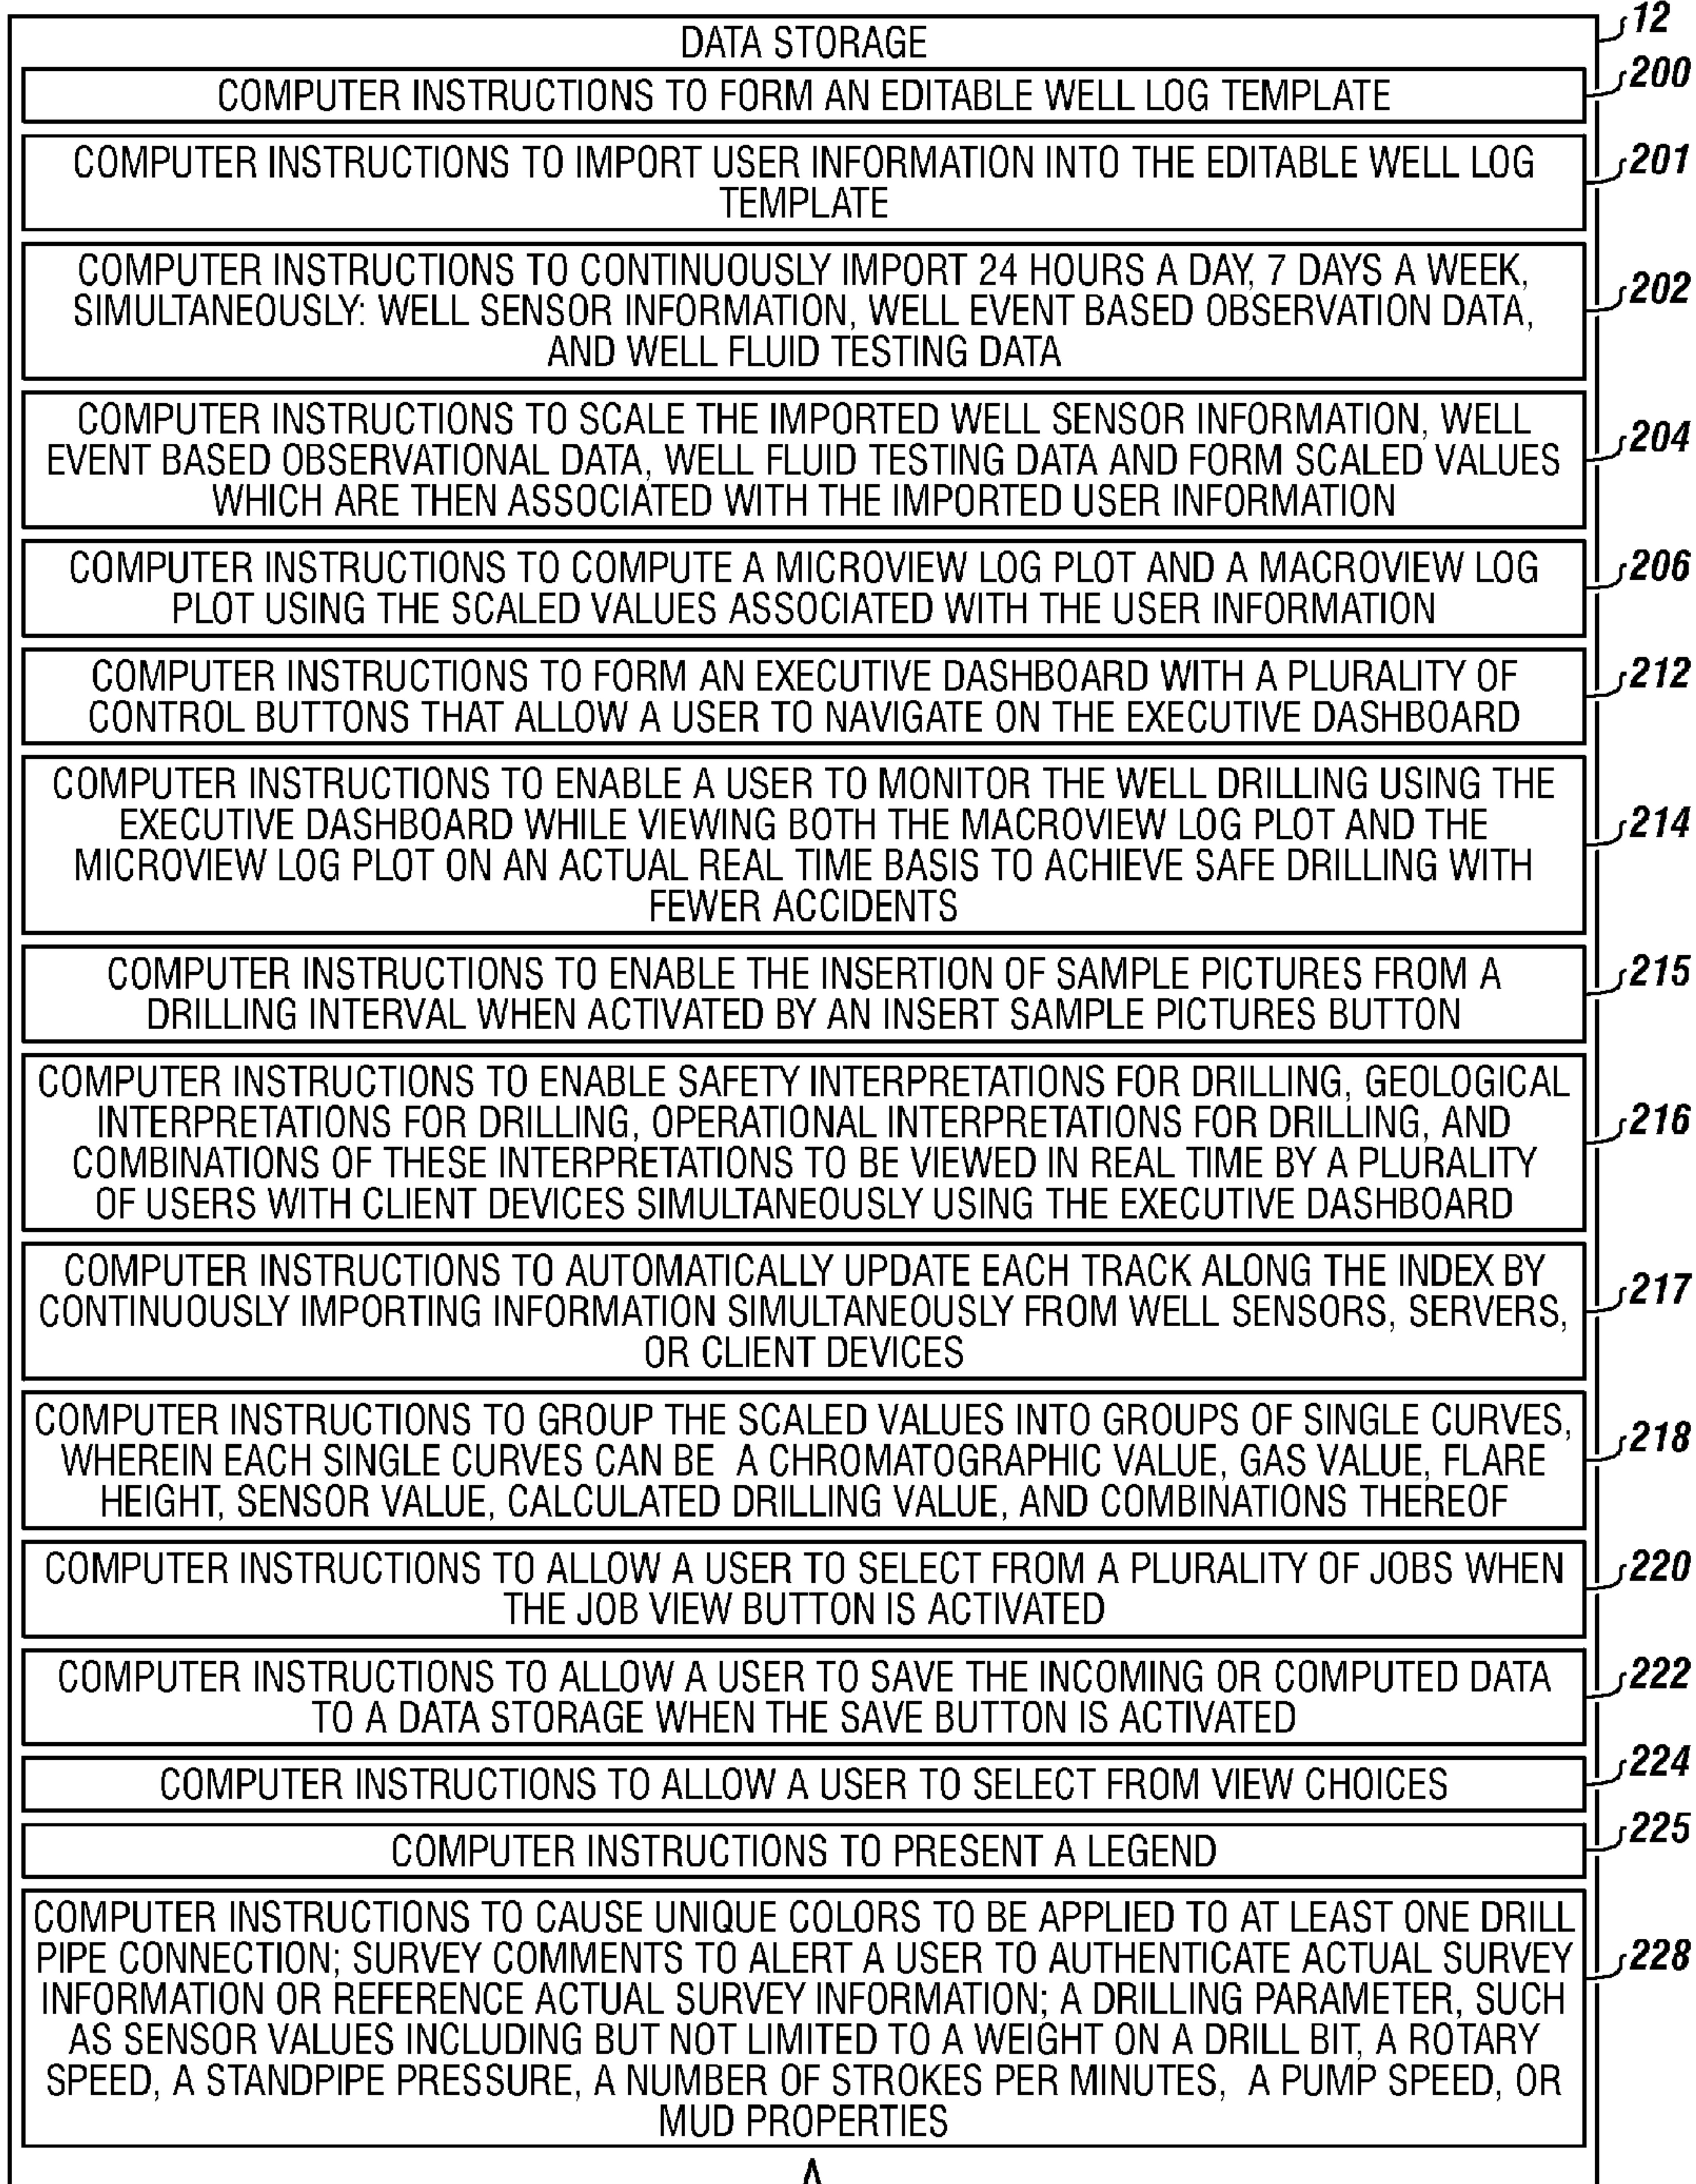 DATA STORAGE
12
COMPUTER INSTRUCTIONS TO FORM AN EDITABLE WELL LOG TEMPLATE
200
COMPUTER INSTRUCTIONS TO IMPORT USER INFORMATION INTO THE EDITABLE WELL LOG
TEMPLATE
201
COMPUTER INSTRUCTIONS TO CONTINUOUSLY IMPORT 24 HOURS A DAY, 7 DAYS A WEEK,
SIMULTANEOUSLY: WELL SENSOR INFORMATION, WELL EVENT BASED OBSERVATION DATA,
AND WELL FLUID TESTING DATA
202
COMPUTER INSTRUCTIONS TO SCALE THE IMPORTED WELL SENSOR INFORMATION, WELL
EVENT BASED OBSERVATIONAL DATA, WELL FLUID TESTING DATA AND FORM SCALED VALUES
WHICH ARE THEN ASSOCIATED WITH THE IMPORTED USER INFORMATION
204
COMPUTER INSTRUCTIONS TO COMPUTE A MICROVIEW LOG PLOT AND A MACROVIEW LOG
PLOT USING THE SCALED VALUES ASSOCIATED WITH THE USER INFORMATION
206
COMPUTER INSTRUCTIONS TO FORM AN EXECUTIVE DASHBOARD WITH A PLURALITY OF
CONTROL BUTTONS THAT ALLOW A USER TO NAVIGATE ON THE EXECUTIVE DASHBOARD
212
COMPUTER INSTRUCTIONS TO ENABLE A USER TO MONITOR THE WELL DRILLING USING THE
EXECUTIVE DASHBOARD WHILE VIEWING BOTH THE MACROVIEW LOG PLOT AND THE
MICROVIEW LOG PLOT ON AN ACTUAL REAL TIME BASIS TO ACHIEVE SAFE DRILLING WITH
FEWER ACCIDENTS
214
COMPUTER INSTRUCTIONS TO ENABLE THE INSERTION OF SAMPLE PICTURES FROM A
DRILLING INTERVAL WHEN ACTIVATED BY AN INSERT SAMPLE PICTURES BUTTON
215
COMPUTER INSTRUCTIONS TO ENABLE SAFETY INTERPRETATIONS FOR DRILLING, GEOLOGICAL
INTERPRETATIONS FOR DRILLING, OPERATIONAL INTERPRETATIONS FOR DRILLING, AND
COMBINATIONS OF THESE INTERPRETATIONS TO BE VIEWED IN REAL TIME BY A PLURALITY
OF USERS WITH CLIENT DEVICES SIMULTANEOUSLY USING THE EXECUTIVE DASHBOARD
216
COMPUTER INSTRUCTIONS TO AUTOMATICALLY UPDATE EACH TRACK ALONG THE INDEX BY
CONTINUOUSLY IMPORTING INFORMATION SIMULTANEOUSLY FROM WELL SENSORS, SERVERS,
OR CLIENT DEVICES
217
COMPUTER INSTRUCTIONS TO GROUP THE SCALED VALUES INTO GROUPS OF SINGLE CURVES,
WHEREIN EACH SINGLE CURVES CAN BE A CHROMATOGRAPHIC VALUE, GAS VALUE, FLARE
HEIGHT, SENSOR VALUE, CALCULATED DRILLING VALUE, AND COMBINATIONS THEREOF
218
COMPUTER INSTRUCTIONS TO ALLOW A USER TO SELECT FROM A PLURALITY OF JOBS WHEN
THE JOB VIEW BUTTON IS ACTIVATED
220
COMPUTER INSTRUCTIONS TO ALLOW A USER TO SAVE THE INCOMING OR COMPUTED DATA
TO A DATA STORAGE WHEN THE SAVE BUTTON IS ACTIVATED
222
COMPUTER INSTRUCTIONS TO ALLOW A USER TO SELECT FROM VIEW CHOICES
224
COMPUTER INSTRUCTIONS TO PRESENT A LEGEND
225
COMPUTER INSTRUCTIONS TO CAUSE UNIQUE COLORS TO BE APPLIED TO AT LEAST ONE DRILL
PIPE CONNECTION; SURVEY COMMENTS TO ALERT A USER TO AUTHENTICATE ACTUAL SURVEY
INFORMATION OR REFERENCE ACTUAL SURVEY INFORMATION; A DRILLING PARAMETER, SUCH
AS SENSOR VALUES INCLUDING BUT NOT LIMITED TO A WEIGHT ON A DRILL BIT, A ROTARY
SPEED, A STANDPIPE PRESSURE, A NUMBER OF STROKES PER MINUTES, A PUMP SPEED, OR
MUD PROPERTIES
228